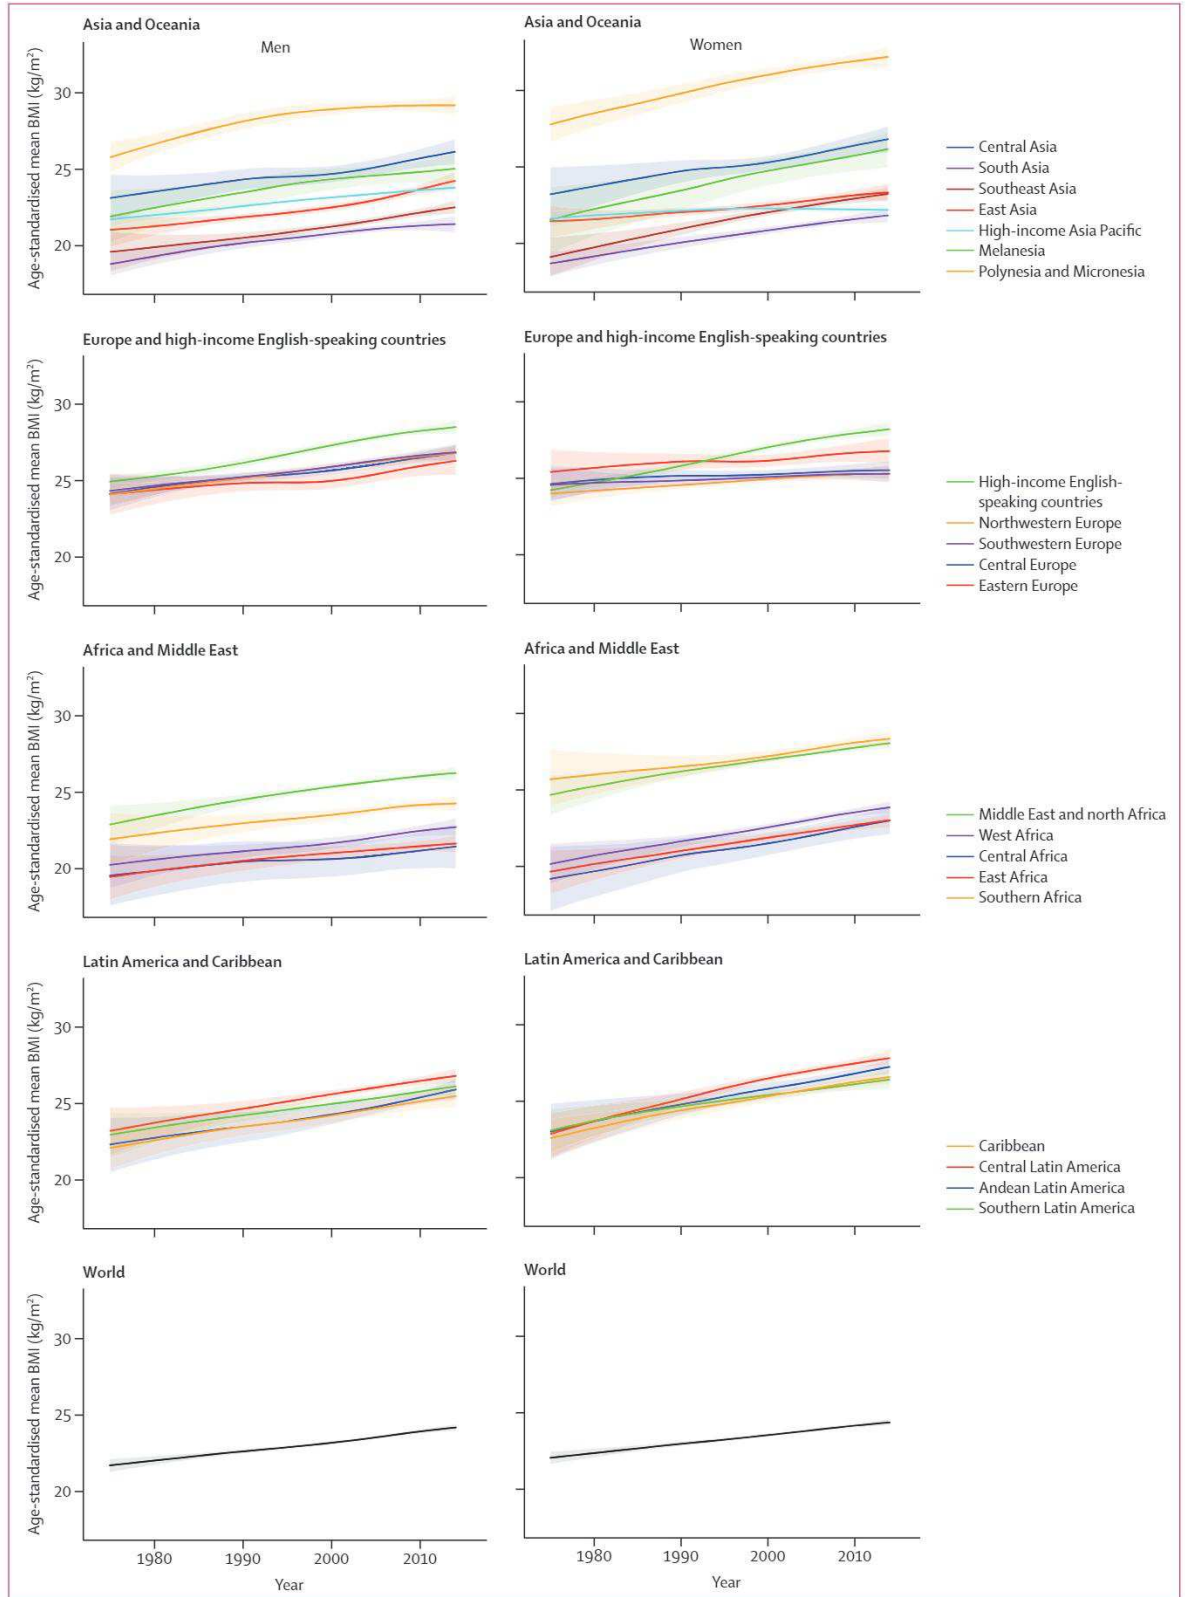 Asia and Oceania
Men
Age-standardised mean BMI (kg/m²)
30
25
20
1980
1990
2000
2010
Asia and Oceania
Women
Central Asia
South Asia
Southeast Asia
East Asia
High-income Asia Pacific
Melanesia
Polynesia and Micronesia
Europe and high-income English-speaking countries
Age-standardised mean BMI (kg/m²)
30
25
20
Europe and high-income English-speaking countries
High-income English-
speaking countries
Northwestern Europe
Southwestern Europe
Central Europe
Eastern Europe
Africa and Middle East
Age-standardised mean BMI (kg/m²)
30
25
20
Africa and Middle East
Middle East and north Africa
West Africa
Central Africa
East Africa
Southern Africa
Latin America and Caribbean
Age-standardised mean BMI (kg/m²)
30
25
20
Latin America and Caribbean
Caribbean
Central Latin America
Andean Latin America
Southern Latin America
World
Age-standardised mean BMI (kg/m²)
30
25
20
1980 1990 2000 2010
Year
World
1980 1990 2000 2010
Year